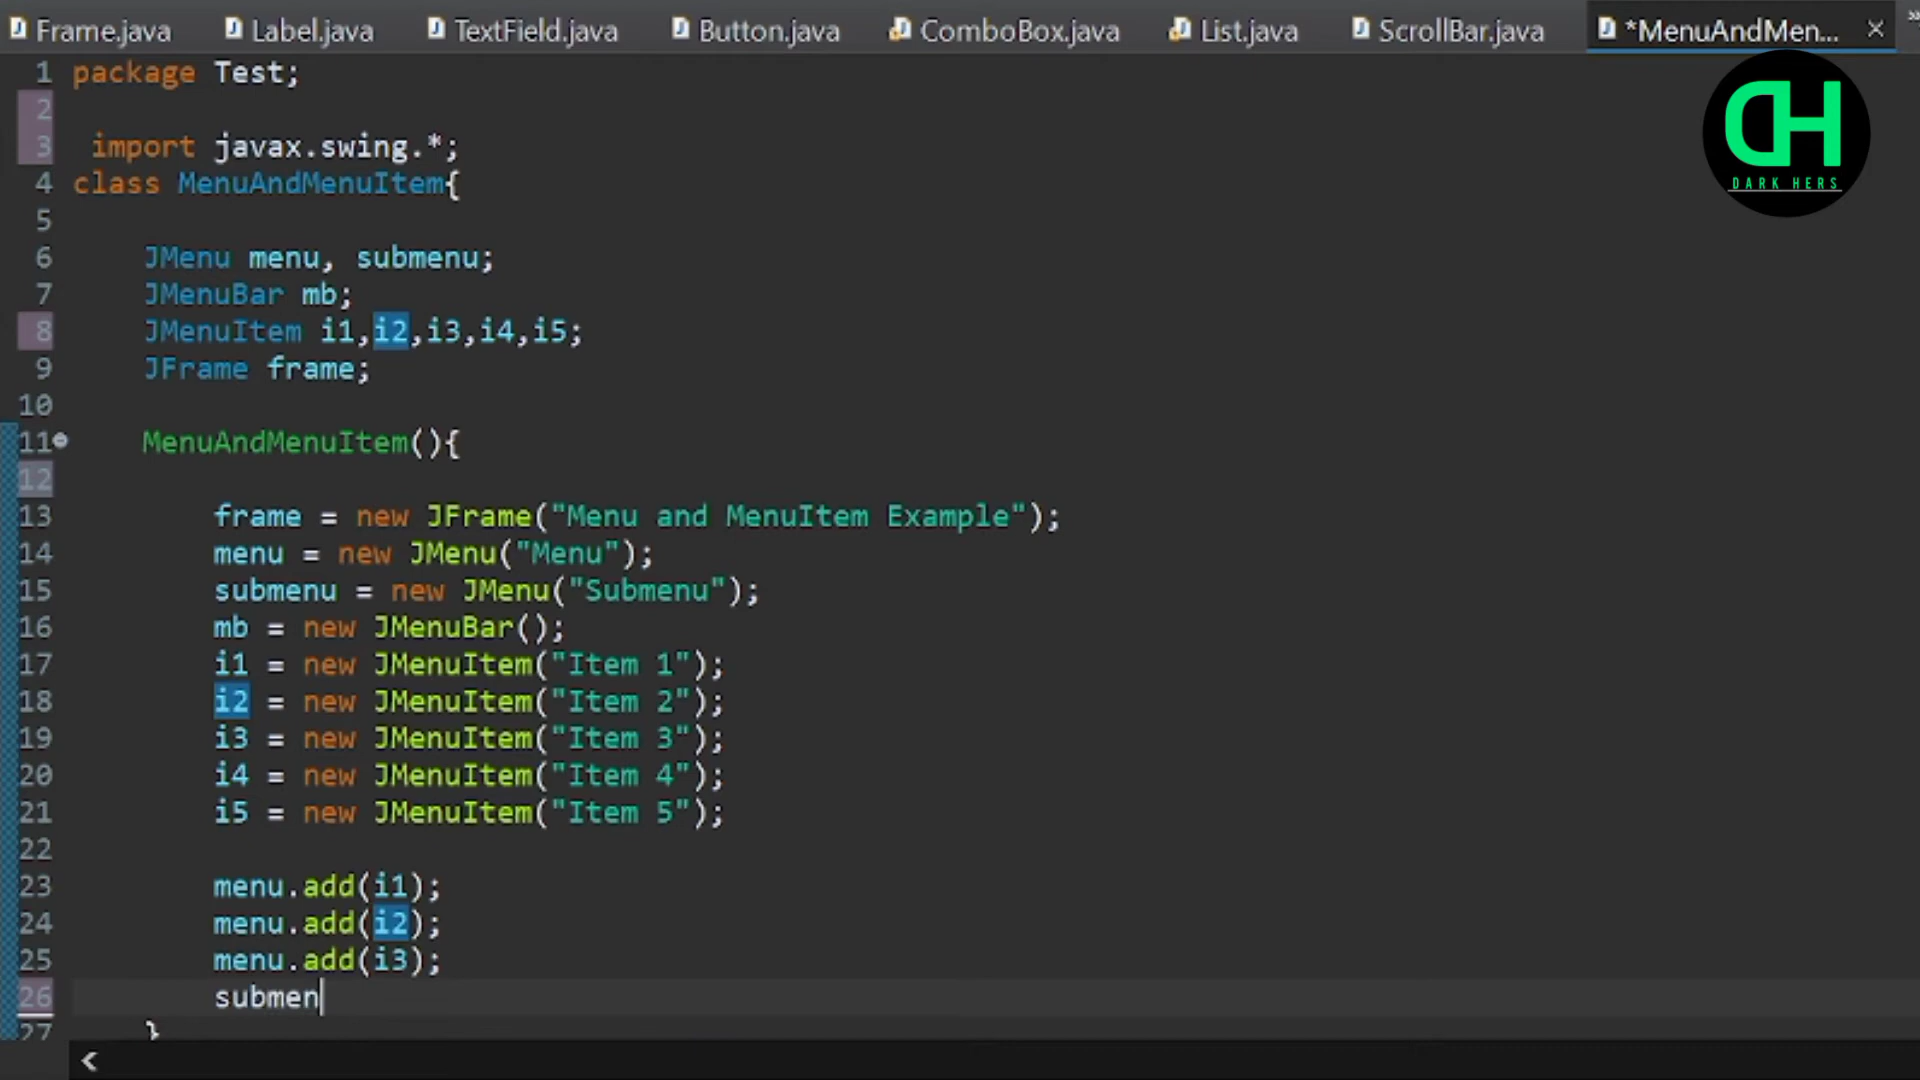 Frame.java Label.java TextField.java Button.java ComboBox.java List.java ScrollBar.java *MenuAndMen...
DH
DARK HERS
1 package Test;
2
3 import javax.swing.*;
4 class MenuAndMenuItem{
5
6 JMenu menu, submenu;
7 JMenuBar mb;
8 JMenuItem i1,i2,i3,i4,i5;
9 JFrame frame;
10
11 MenuAndMenuItem(){
12
13 frame = new JFrame("Menu and MenuItem Example");
14 menu = new JMenu("Menu");
15 submenu = new JMenu("Submenu");
16 mb = new JMenuBar();
17 i1 = new JMenuItem("Item 1");
18 i2 = new JMenuItem("Item 2");
19 i3 = new JMenuItem("Item 3");
20 i4 = new JMenuItem("Item 4");
21 i5 = new JMenuItem("Item 5");
22
23 menu.add(i1);
24 menu.add(i2);
25 menu.add(i3);
26 submen
27 }